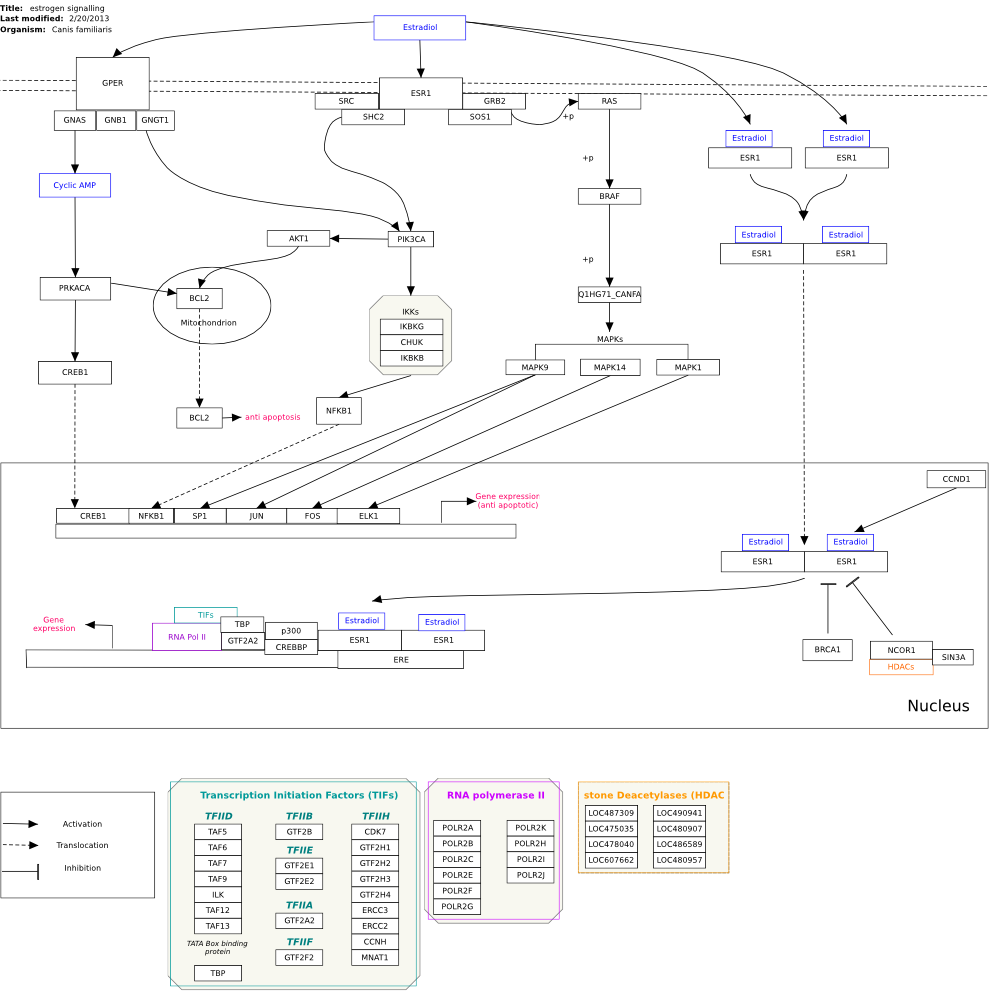 Title: estrogen signalling
Last modified: 2/20/2013
Organism: Canis familiaris
Estradiol
GPER
ESR1
SRC
GRB2
RAS
SHC2
SOS1
+p
GNAS
GNB1
GNGT1
Estradiol
Estradiol
ESR1
ESR1
+p
Cyclic AMP
BRAF
AKT1
PIK3CA
Estradiol
Estradiol
ESR1
ESR1
+p
PRKACA
BCL2
Q1HG71_CANFA
Mitochondrion
IKKs
IKBKG
CHUK
IKBKB
MAPKs
MAPK9
MAPK14
MAPK1
CREB1
NFKB1
BCL2
anti apoptosis
CCND1
Gene expression
(anti apoptotic)
CREB1
NFKB1
SP1
JUN
FOS
ELK1
Estradiol
Estradiol
ESR1
ESR1
Gene
expression
TIFs
RNA Pol II
TBP
GTF2A2
p300
CREBBP
Estradiol
Estradiol
ESR1
ESR1
ERE
BRCA1
NCOR1
SIN3A
HDACs
Nucleus
Activation
Translocation
Inhibition
Transcription Initiation Factors (TIFs)
TFIID
TAF5
TAF6
TAF7
TAF9
ILK
TAF12
TAF13
TATA Box binding
protein
TBP
TFIIB
GTF2B
TFIIE
GTF2E1
GTF2E2
TFIIA
GTF2A2
TFIIF
GTF2F2
TFIIH
CDK7
GTF2H1
GTF2H2
GTF2H3
GTF2H4
ERCC3
ERCC2
CCNH
MNAT1
RNA polymerase II
POLR2A
POLR2B
POLR2C
POLR2E
POLR2F
POLR2G
POLR2K
POLR2H
POLR2I
POLR2J
stone Deacetylases (HDAC
LOC487309
LOC475035
LOC478040
LOC607662
LOC490941
LOC480907
LOC486589
LOC480957